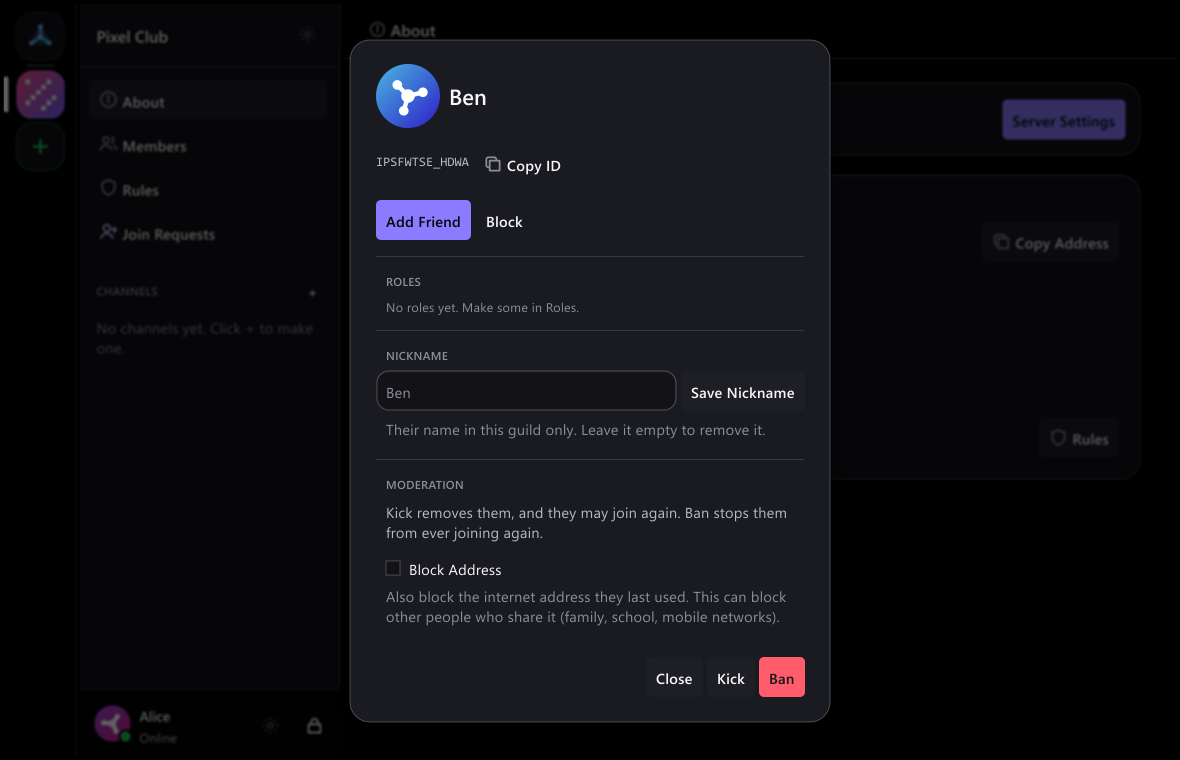 Pixel Club
About
Members
Rules
Join Requests
CHANNELS +
No channels yet. Click + to make
one.
Alice
Online
About
Server Settings
Copy Address
Rules
Ben
IPSFWTSE_HDWA
Copy ID
Add Friend
Block
ROLES
No roles yet. Make some in Roles.
NICKNAME
Ben
Save Nickname
Their name in this guild only. Leave it empty to remove it.
MODERATION
Kick removes them, and they may join again. Ban stops them
from ever joining again.
Block Address
Also block the internet address they last used. This can block
other people who share it (family, school, mobile networks).
Close
Kick
Ban